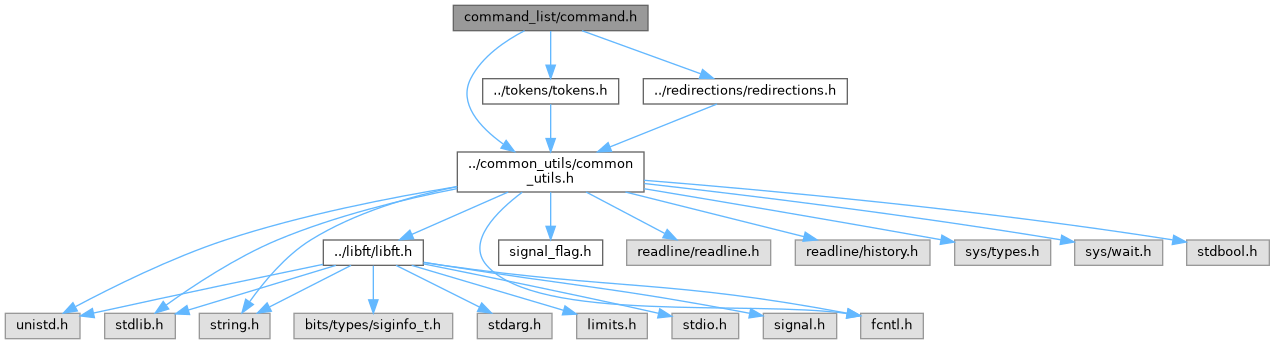 command_list/command.h
../tokens/tokens.h
../redirections/redirections.h
../common_utils/common
_utils.h
../libft/libft.h
signal_flag.h
readline/readline.h
readline/history.h
sys/types.h
sys/wait.h
stdbool.h
unistd.h
stdlib.h
string.h
bits/types/siginfo_t.h
stdarg.h
limits.h
stdio.h
signal.h
fcntl.h